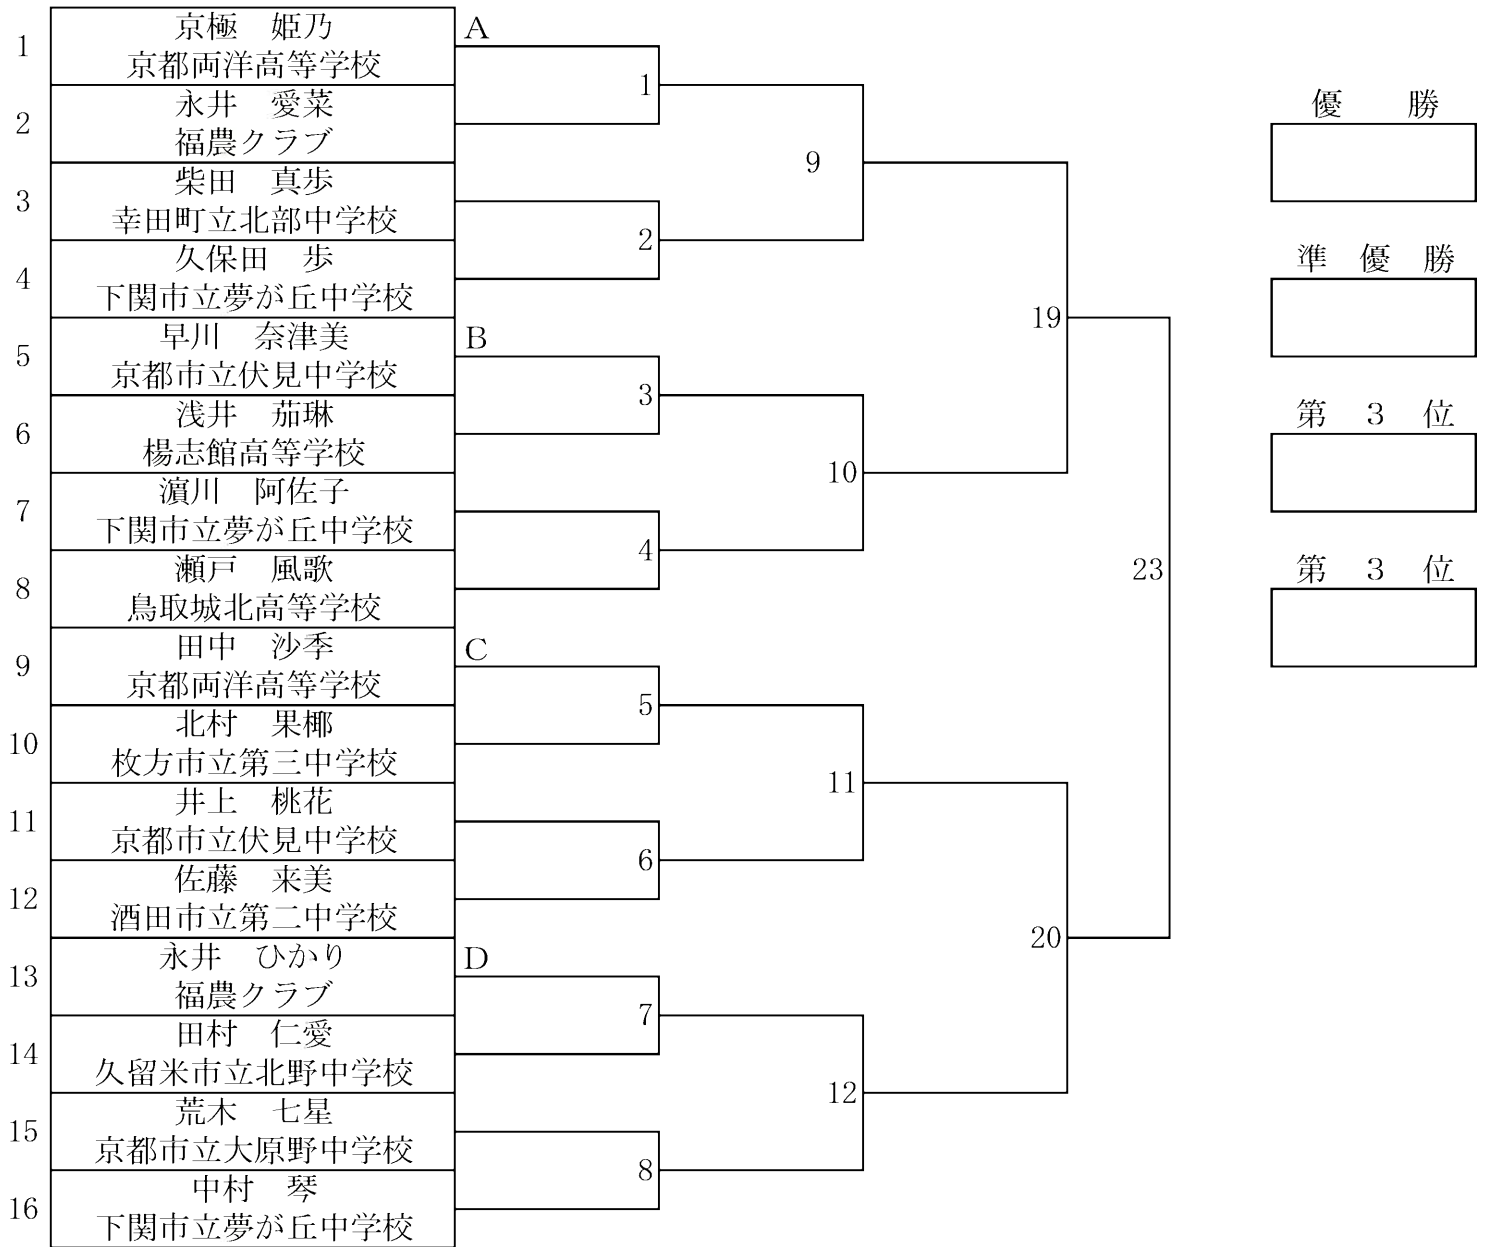 京極　姫乃
A
1
京都両洋高等学校
1
永井　愛菜
2
福農クラブ
柴田　真歩
9
3
幸田町立北部中学校
2
久保田　歩
4
下関市立夢が丘中学校
早川　奈津美
B
19
5
京都市立伏見中学校
3
浅井　茄琳
6
楊志館高等学校
10
濵川　阿佐子
7
下関市立夢が丘中学校
4
瀬戸　風歌
23
8
鳥取城北高等学校
田中　沙季
C
9
京都両洋高等学校
5
北村　果椰
10
枚方市立第三中学校
11
井上　桃花
11
京都市立伏見中学校
6
佐藤　来美
12
酒田市立第二中学校
20
永井　ひかり
D
13
福農クラブ
7
田村　仁愛
14
久留米市立北野中学校
12
荒木　七星
15
京都市立大原野中学校
8
中村　琴
16
下関市立夢が丘中学校
優　勝
準　優　勝
第　３　位
第　３　位